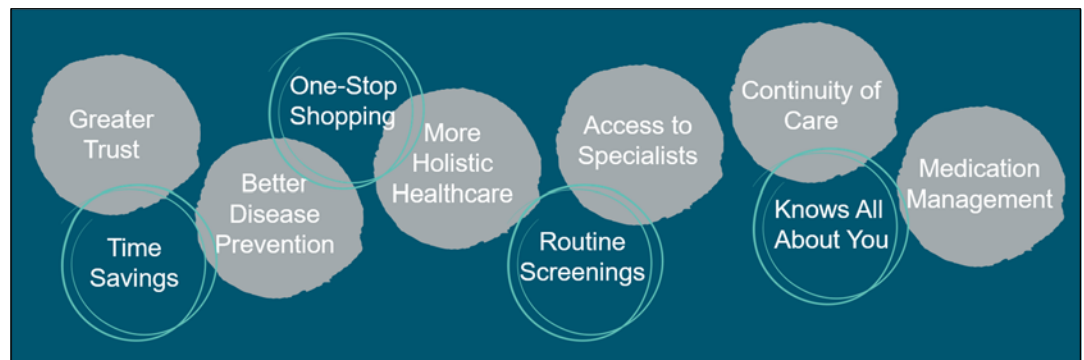 Greater
Trust
Time
Savings
Better
Disease
Prevention
One-Stop
Shopping
More
Holistic
Healthcare
Routine
Screenings
Access to
Specialists
Continuity of
Care
Knows All
About You
Medication
Management